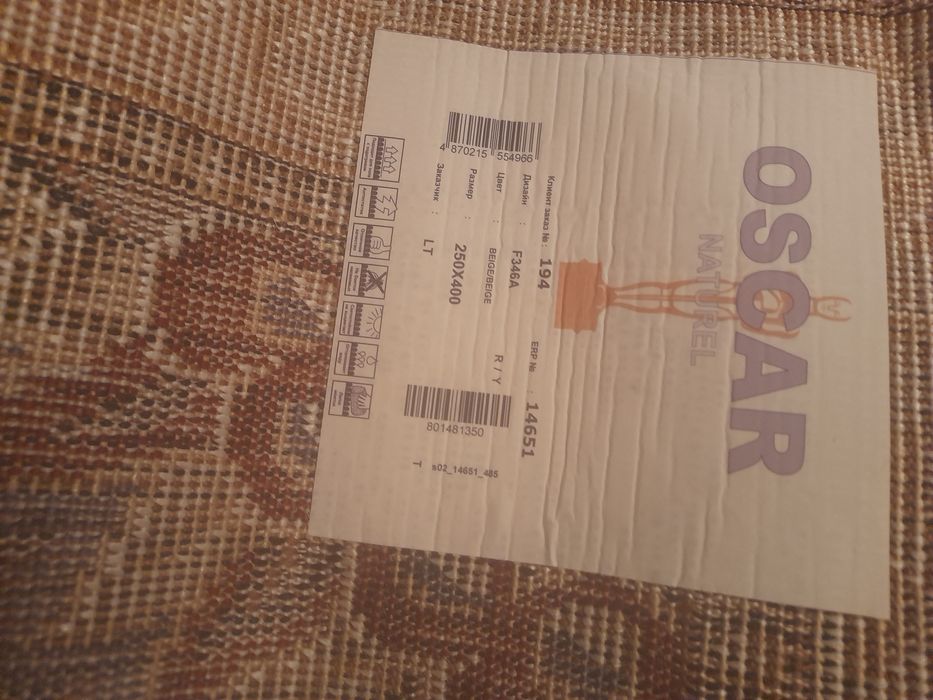 OSCAR
NATUREL
Клиент заказ №: 1994
ERP № : 14651
Дизайн : F346A
Цвет : BEIGE/BEIGE R / Y
Размер : 250X400
Заказчик : LT
4 870215 554966
801481350
T s02_14651_485